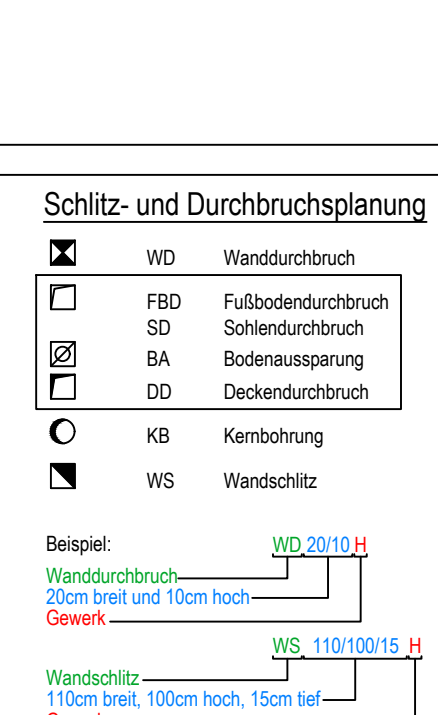 Schlitz- und Durchbruchsplanung
WD Wanddurchbruch
FBD Fußbodendurchbruch
SD Sohlendurchbruch
BA Bodenaussparung
DD Deckendurchbruch
KB Kernbohrung
WS Wandschlitz
Beispiel: WD 20/10 H
Wanddurchbruch
20cm breit und 10cm hoch
Gewerk
WS 110/100/15 H
Wandschlitz
110cm breit, 100cm hoch, 15cm tief